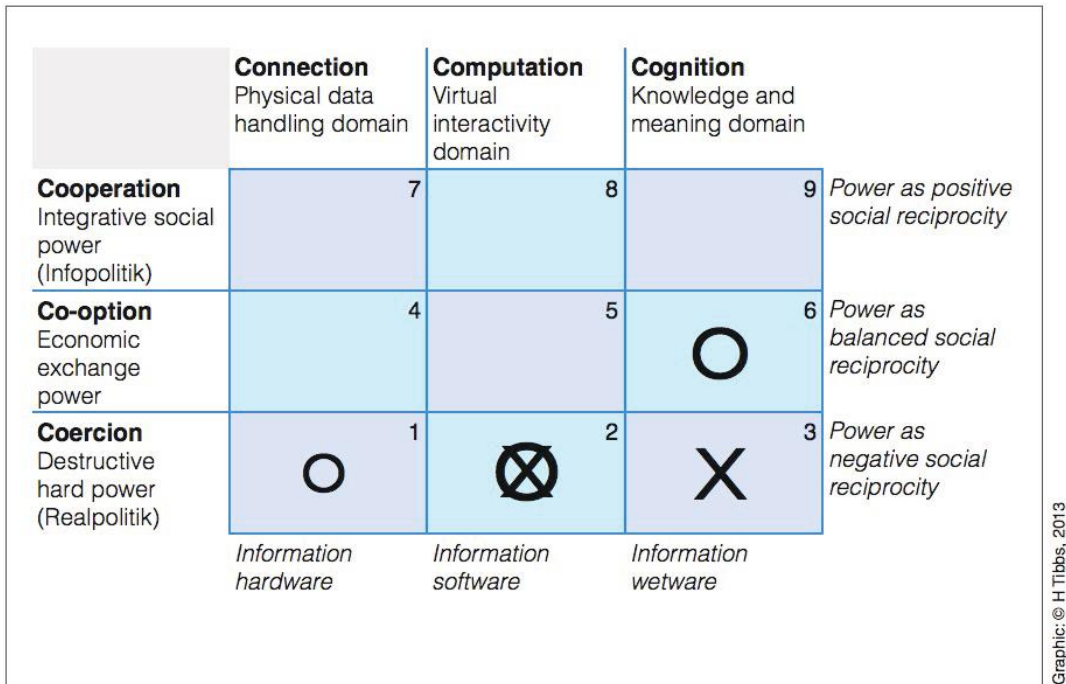 Connection
Physical data
handling domain
Computation
Virtual
interactivity
domain
Cognition
Knowledge and
meaning domain
Cooperation
Integrative social
power
(Infopolitik)
7
8
9
Power as positive
social reciprocity
Co-option
Economic
exchange
power
4
5
6
O
Power as
balanced social
reciprocity
Coercion
Destructive
hard power
(Realpolitik)
1
O
2
3
X
Power as
negative social
reciprocity
Information
hardware
Information
software
Information
wetware
Graphic: © H Tibbs, 2013